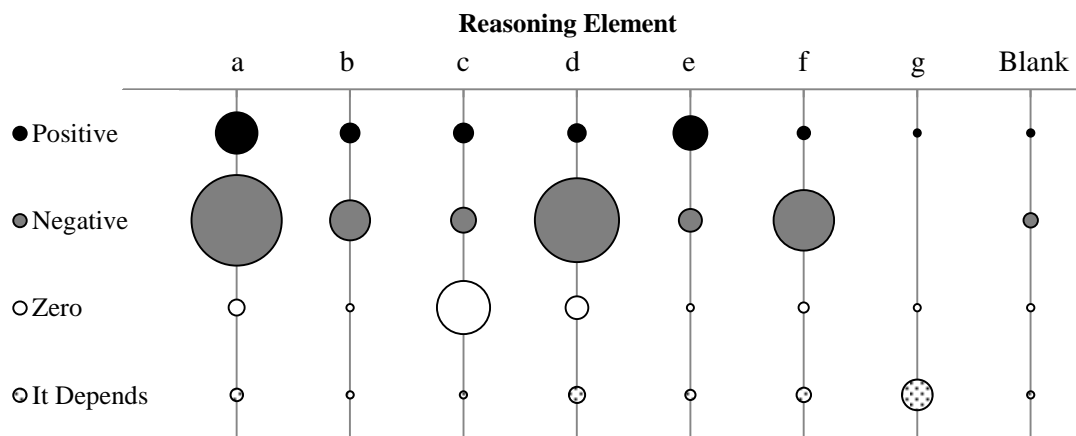 Reasoning Element
a b c d e f g Blank
Positive
Negative
Zero
It Depends